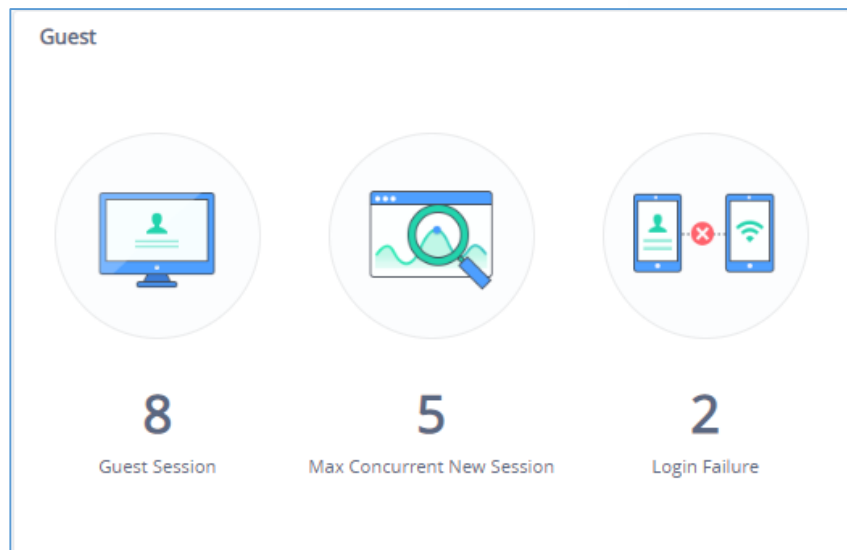 Guest
8
5
2
Guest Session
Max Concurrent New Session
Login Failure